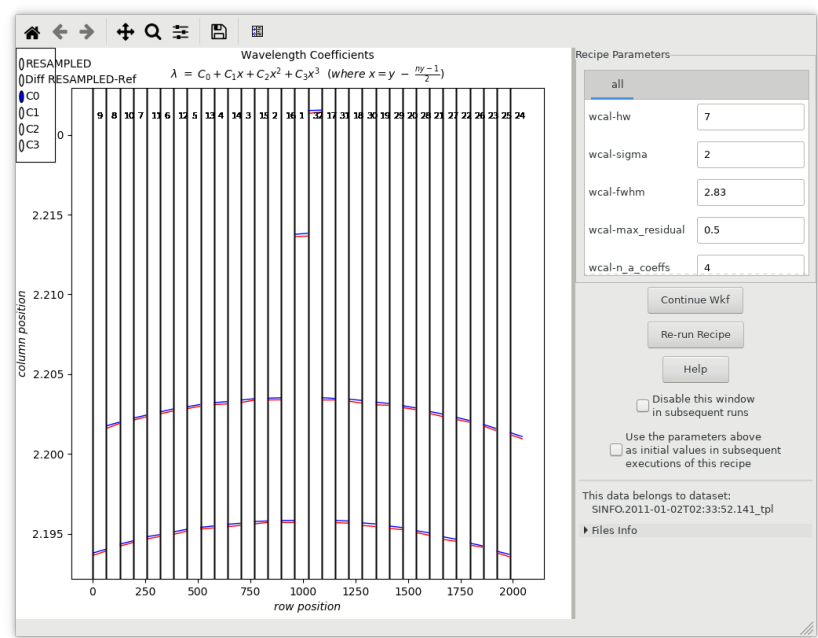 Wavelength Coefficients
λ = C₀ + C₁x + C₂x² + C₃x³ (where x = y − (ny−1)/2)
RESAMPLED
Diff RESAMPLED-Ref
C0
C1
C2
C3
9 8 10 7 11 6 12 5 13 4 14 3 15 2 16 1 32 17 31 18 30 19 29 20 28 21 27 22 26 23 25 24
0
2.215
2.210
2.205
2.200
2.195
column position
0 250 500 750 1000 1250 1500 1750 2000
row position
Recipe Parameters
all
wcal-hw 7
wcal-sigma 2
wcal-fwhm 2.83
wcal-max_residual 0.5
wcal-n_a_coeffs 4
Continue Wkf
Re-run Recipe
Help
Disable this window
in subsequent runs
Use the parameters above
as initial values in subsequent
executions of this recipe
This data belongs to dataset:
SINFO.2011-01-02T02:33:52.141_tpl
Files Info